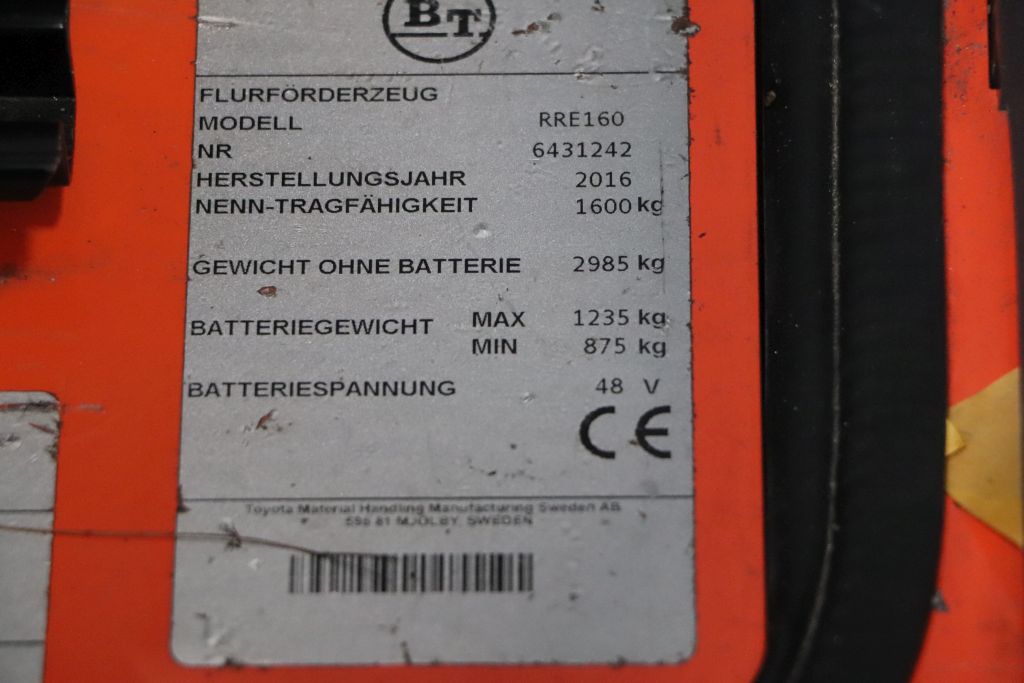 BT
FLURFÖRDERZEUG
MODELL RRE160
NR 6431242
HERSTELLUNGSJAHR 2016
NENN-TRAGFÄHIGKEIT 1600 kg
GEWICHT OHNE BATTERIE 2985 kg
BATTERIEGEWICHT MAX 1235 kg
MIN 875 kg
BATTERIESPANNUNG 48 V
CE
Toyota Material Handling Manufacturing Sweden AB
595 81 MJÖLBY, SWEDEN